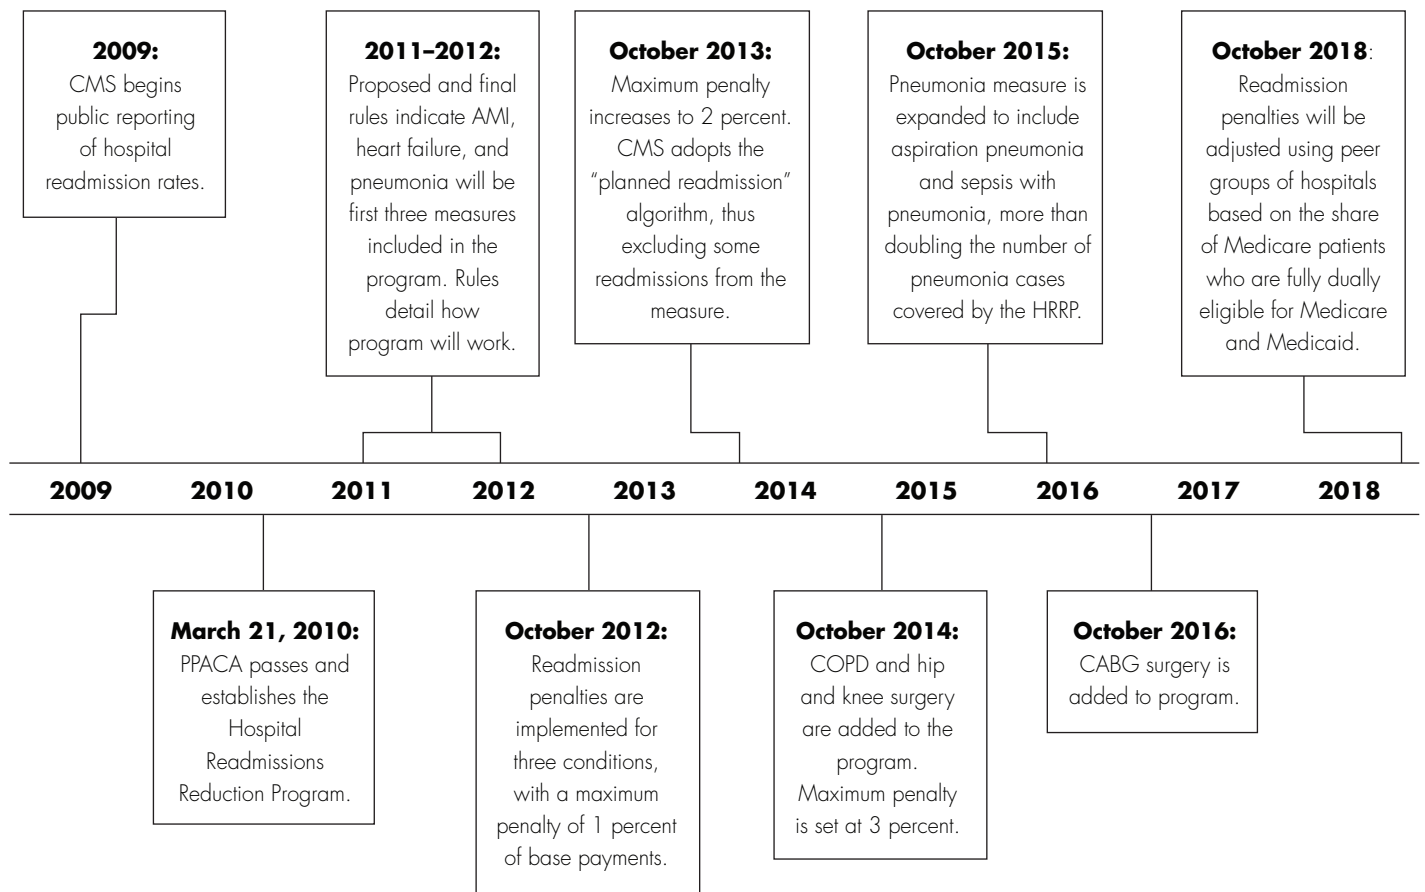 2009:
CMS begins
public reporting
of hospital
readmission rates.
2011–2012:
Proposed and final
rules indicate AMI,
heart failure, and
pneumonia will be
first three measures
included in the
program. Rules
detail how
program will work.
October 2013:
Maximum penalty
increases to 2 percent.
CMS adopts the
“planned readmission”
algorithm, thus
excluding some
readmissions from the
measure.
October 2015:
Pneumonia measure is
expanded to include
aspiration pneumonia
and sepsis with
pneumonia, more than
doubling the number of
pneumonia cases
covered by the HRRP.
October 2018:
Readmission
penalties will be
adjusted using peer
groups of hospitals
based on the share
of Medicare patients
who are fully dually
eligible for Medicare
and Medicaid.
2009 2010 2011 2012 2013 2014 2015 2016 2017 2018
March 21, 2010:
PPACA passes and
establishes the
Hospital
Readmissions
Reduction Program.
October 2012:
Readmission
penalties are
implemented for
three conditions,
with a maximum
penalty of 1 percent
of base payments.
October 2014:
COPD and hip
and knee surgery
are added to the
program.
Maximum penalty
is set at 3 percent.
October 2016:
CABG surgery is
added to program.